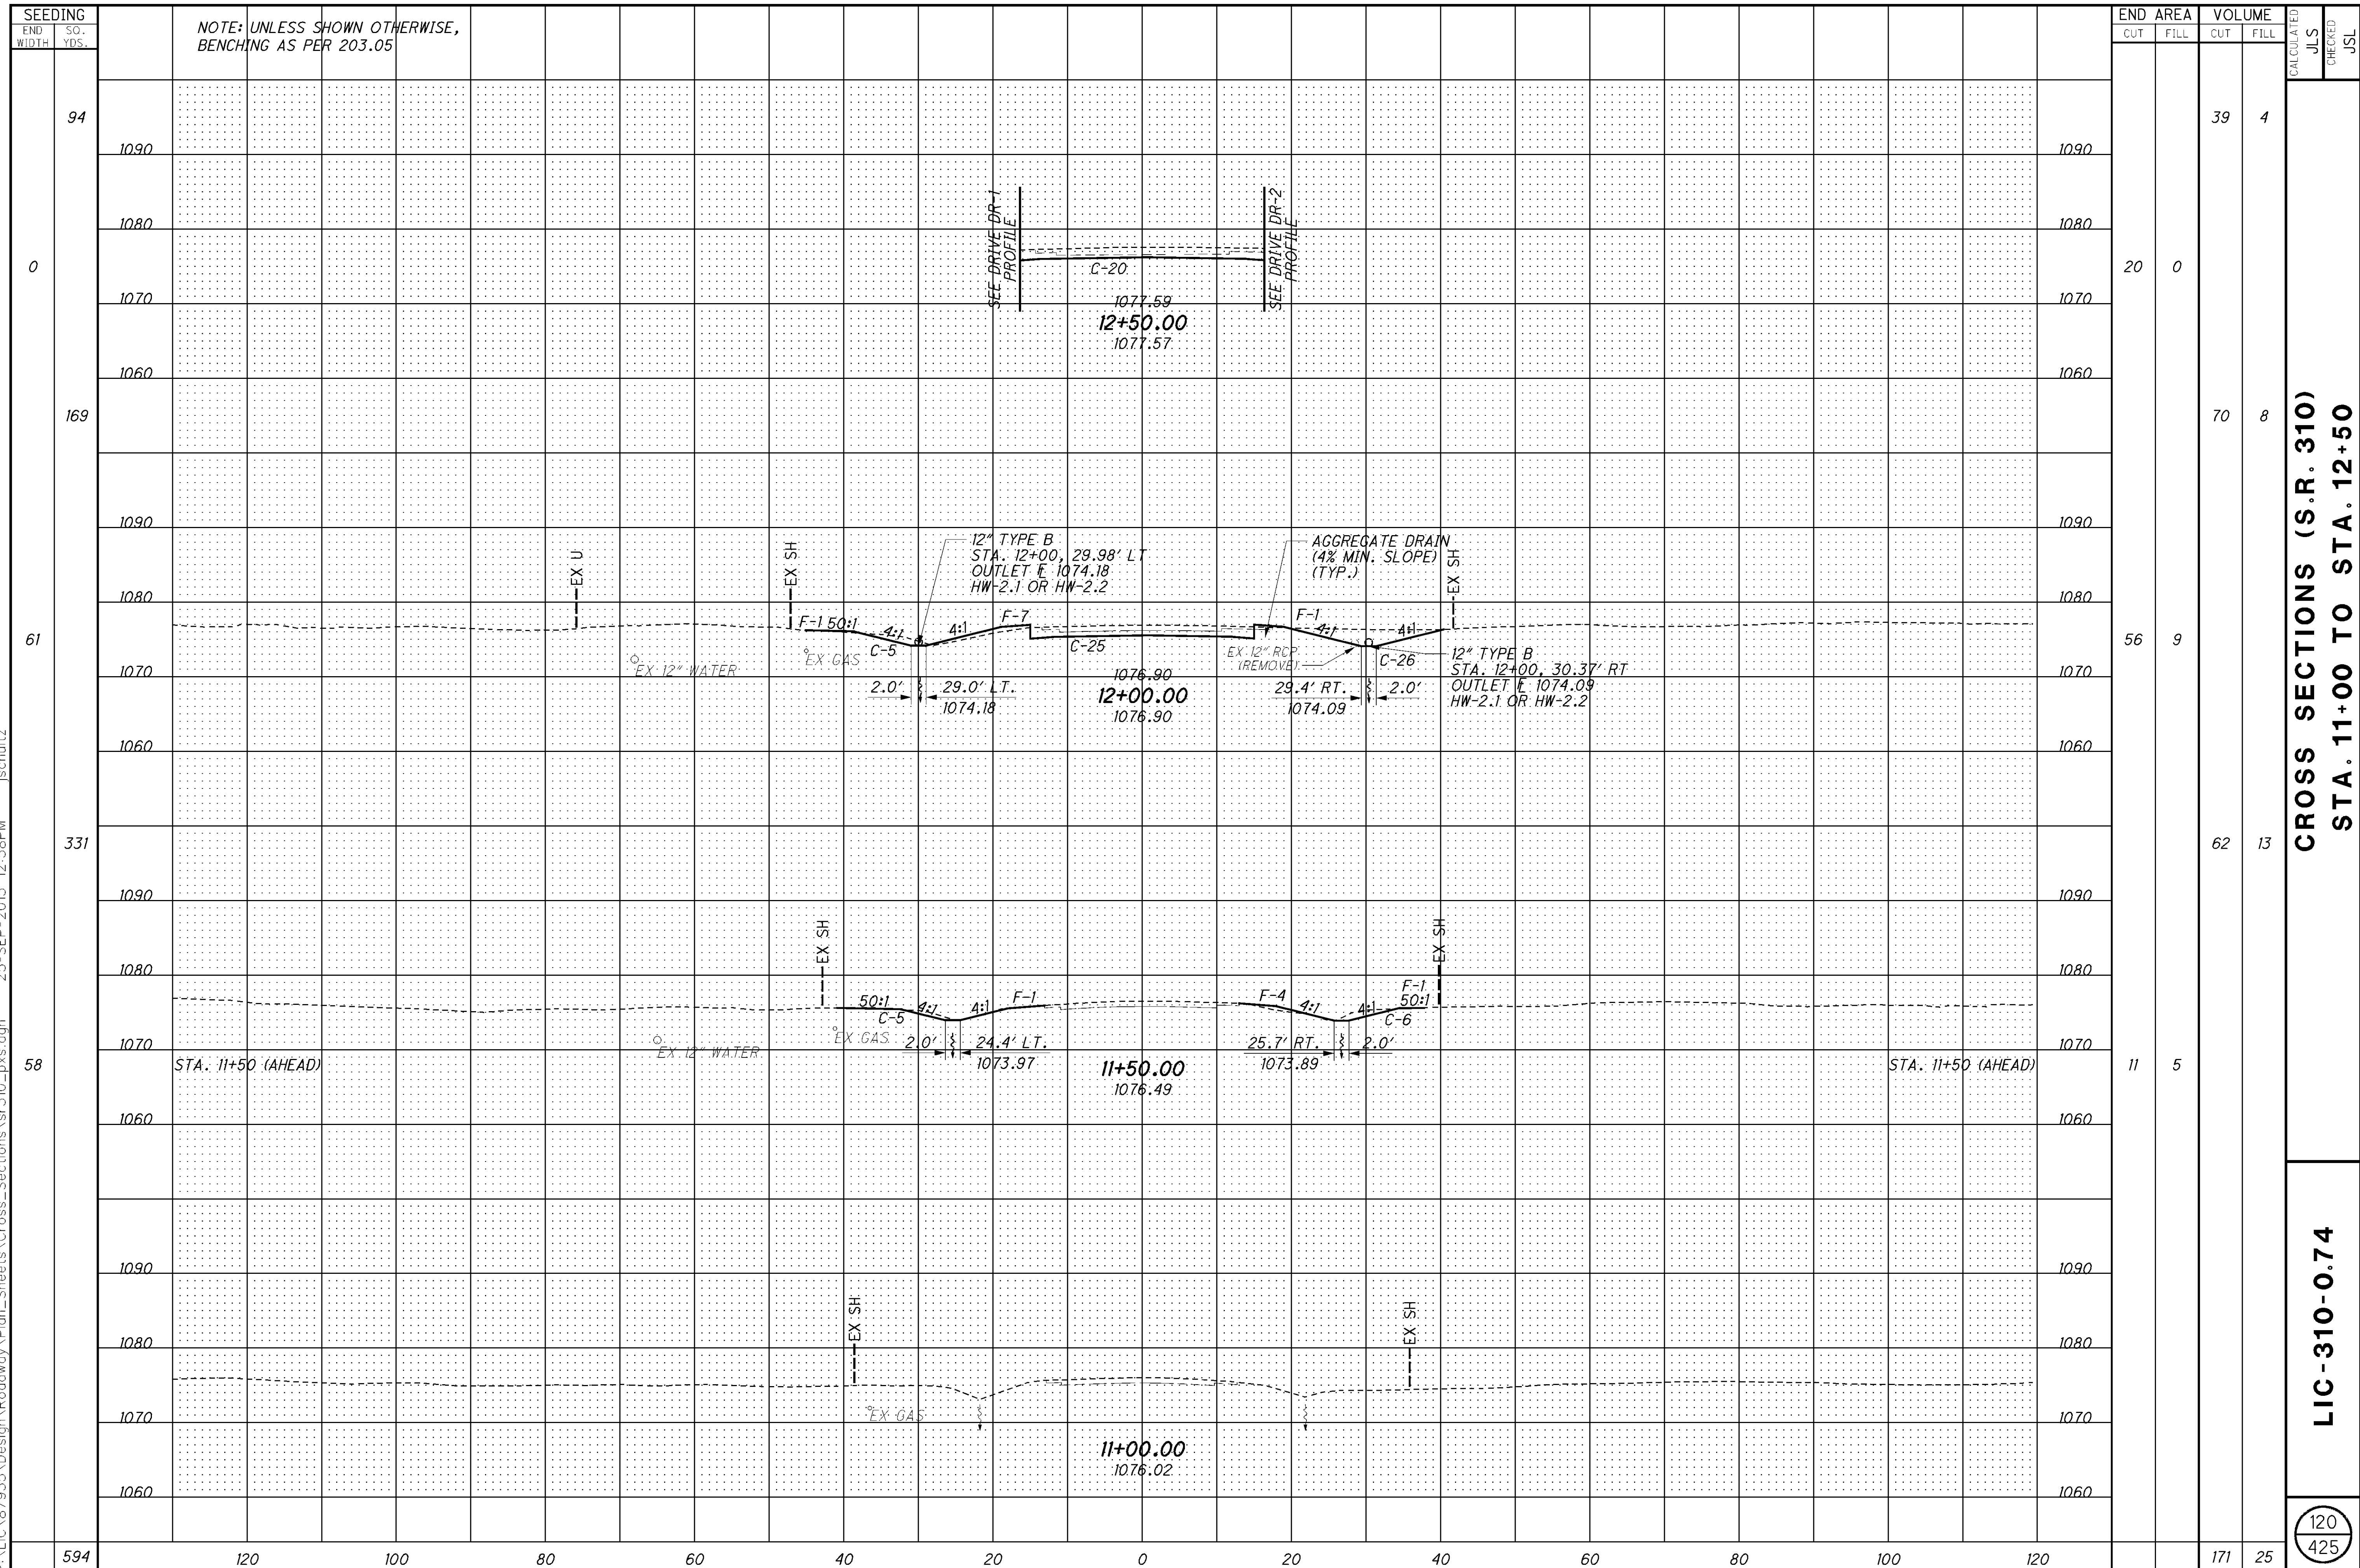 SEEDING
END WIDTH
SQ. YDS.
NOTE: UNLESS SHOWN OTHERWISE,
BENCHING AS PER 203.05
END AREA
VOLUME
CUT
FILL
CUT
FILL
CALCULATED
JLS
CHECKED
JSL
94
39
4
1090
1090
1080
1080
SEE DRIVE DR-1
PROFILE
SEE DRIVE DR-2
PROFILE
0
C-20
20
0
1070
1070
1077.59
12+50.00
1077.57
1060
1060
169
70
8
1090
1090
EX U
EX SH
12" TYPE B
STA. 12+00, 29.98' LT
OUTLET ℄ 1074.18
HW-2.1 OR HW-2.2
AGGREGATE DRAIN
(4% MIN. SLOPE)
(TYP.)
EX SH
1080
1080
F-1 50:1
4:1
4:1
F-7
F-1
4:1
4:1
61
C-5
C-25
C-26
56
9
EX 12" WATER
EX GAS
EX 12" RCP
(REMOVE)
12" TYPE B
STA. 12+00, 30.37' RT
OUTLET ℄ 1074.09
HW-2.1 OR HW-2.2
1070
1070
2.0'
29.0' LT.
1074.18
1076.90
12+00.00
1076.90
29.4' RT.
2.0'
1074.09
1060
1060
331
62
13
1090
1090
EX SH
EX SH
1080
1080
50:1
4:1
4:1
F-1
F-4
4:1
4:1
F-1
50:1
C-5
C-6
EX 12" WATER
EX GAS
1070
1070
2.0'
24.4' LT.
1073.97
25.7' RT.
2.0'
1073.89
58
STA. 11+50 (AHEAD)
11+50.00
1076.49
STA. 11+50 (AHEAD)
11
5
1060
1060
1090
1090
EX SH
EX SH
1080
1080
EX GAS
1070
1070
11+00.00
1076.02
1060
1060
594
120
100
80
60
40
20
0
20
40
60
80
100
120
171
25
CROSS SECTIONS (S.R. 310)
STA. 11+00 TO STA. 12+50
LIC-310-0.74
120
425